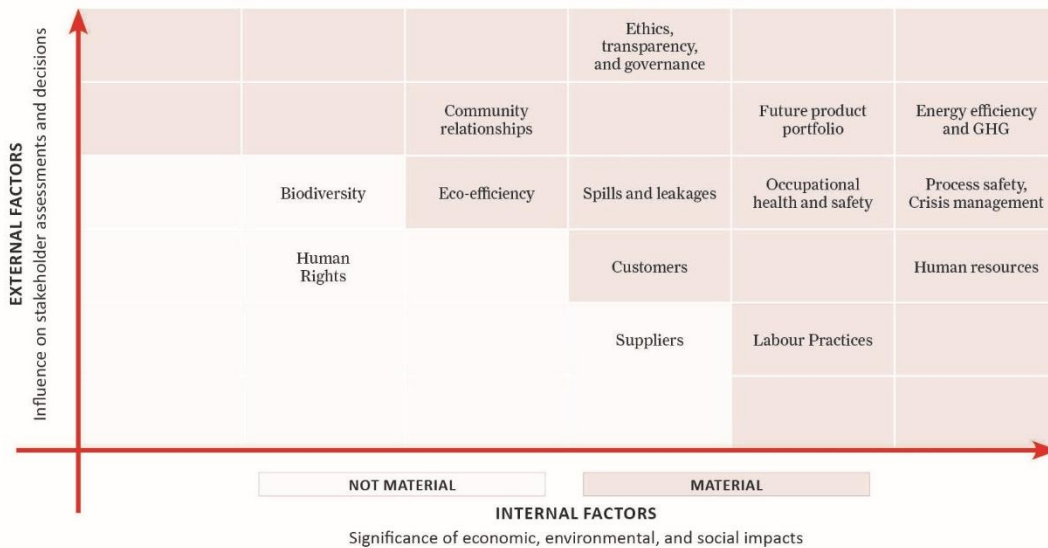 EXTERNAL FACTORS
Influence on stakeholder assessments and decisions
Ethics,
transparency,
and governance
Community
relationships
Future product
portfolio
Energy efficiency
and GHG
Biodiversity
Eco-efficiency
Spills and leakages
Occupational
health and safety
Process safety,
Crisis management
Human
Rights
Customers
Human resources
Suppliers
Labour Practices
NOT MATERIAL
MATERIAL
INTERNAL FACTORS
Significance of economic, environmental, and social impacts